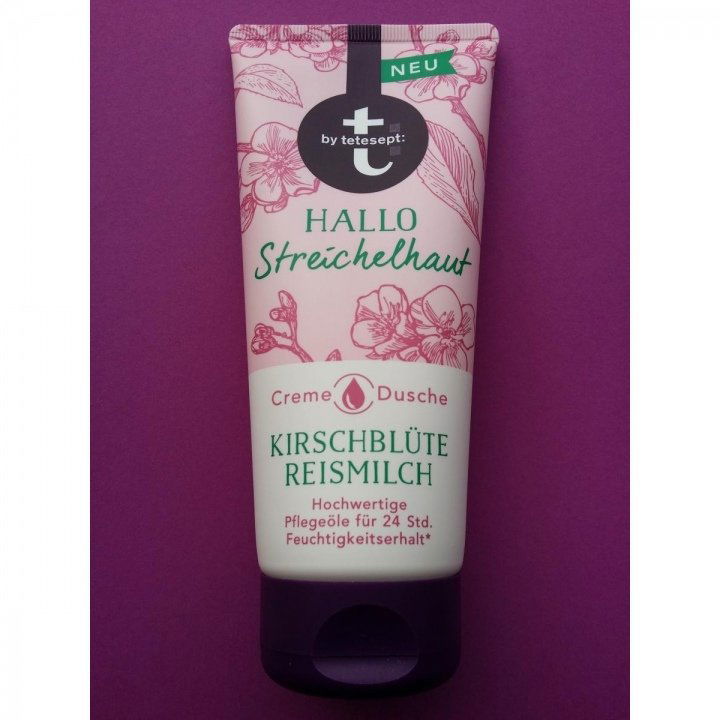 NEU
t
by tetesept:
HALLO
Streichelhaut
Creme Dusche
KIRSCHBLÜTE
REISMILCH
Hochwertige
Pflegeöle für 24 Std.
Feuchtigkeitserhalt*